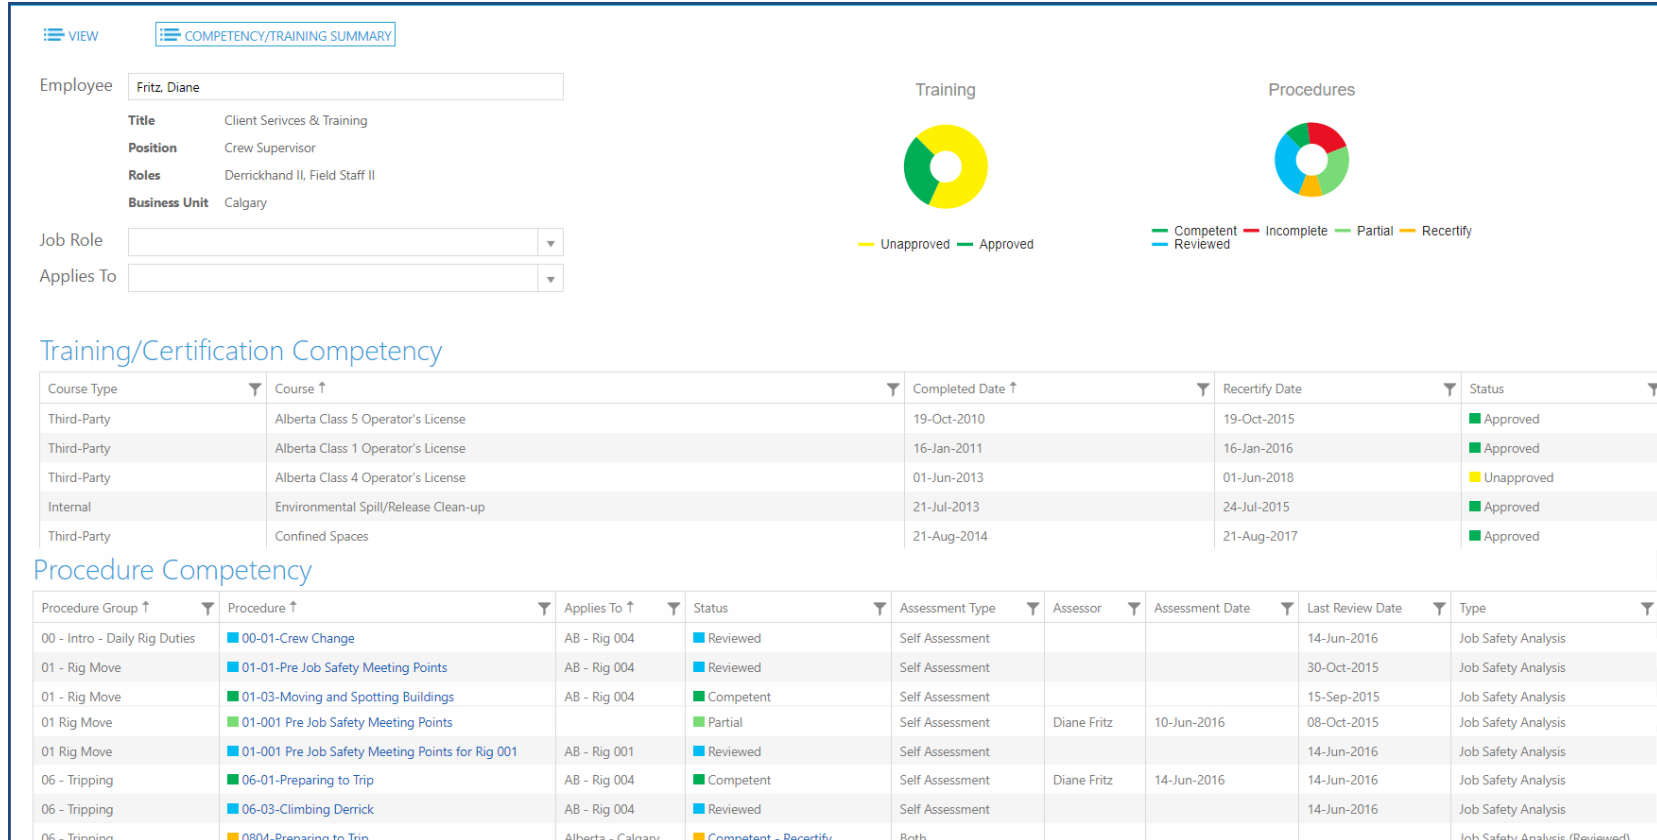 VIEW COMPETENCY/TRAINING SUMMARY
Employee Fritz, Diane
Title Client Serivces & Training
Position Crew Supervisor
Roles Derrickhand II, Field Staff II
Business Unit Calgary
Job Role
Applies To
Training
Unapproved Approved
Procedures
Competent Incomplete Partial Recertify
Reviewed
Training/Certification Competency
Course Type Course ↑ Completed Date ↑ Recertify Date Status
Third-Party Alberta Class 5 Operator's License 19-Oct-2010 19-Oct-2015 Approved
Third-Party Alberta Class 1 Operator's License 16-Jan-2011 16-Jan-2016 Approved
Third-Party Alberta Class 4 Operator's License 01-Jun-2013 01-Jun-2018 Unapproved
Internal Environmental Spill/Release Clean-up 21-Jul-2013 24-Jul-2015 Approved
Third-Party Confined Spaces 21-Aug-2014 21-Aug-2017 Approved
Procedure Competency
Procedure Group ↑ Procedure ↑ Applies To ↑ Status Assessment Type Assessor Assessment Date Last Review Date Type
00 - Intro - Daily Rig Duties 00-01-Crew Change AB - Rig 004 Reviewed Self Assessment 14-Jun-2016 Job Safety Analysis
01 - Rig Move 01-01-Pre Job Safety Meeting Points AB - Rig 004 Reviewed Self Assessment 30-Oct-2015 Job Safety Analysis
01 - Rig Move 01-03-Moving and Spotting Buildings AB - Rig 004 Competent Self Assessment 15-Sep-2015 Job Safety Analysis
01 Rig Move 01-001 Pre Job Safety Meeting Points Partial Self Assessment Diane Fritz 10-Jun-2016 08-Oct-2015 Job Safety Analysis
01 Rig Move 01-001 Pre Job Safety Meeting Points for Rig 001 AB - Rig 001 Reviewed Self Assessment 14-Jun-2016 Job Safety Analysis
06 - Tripping 06-01-Preparing to Trip AB - Rig 004 Competent Self Assessment Diane Fritz 14-Jun-2016 14-Jun-2016 Job Safety Analysis
06 - Tripping 06-03-Climbing Derrick AB - Rig 004 Reviewed Self Assessment 14-Jun-2016 Job Safety Analysis
06 - Tripping 0804-Preparing to Trip Alberta - Calgary Competent - Recertify Both Job Safety Analysis (Reviewed)